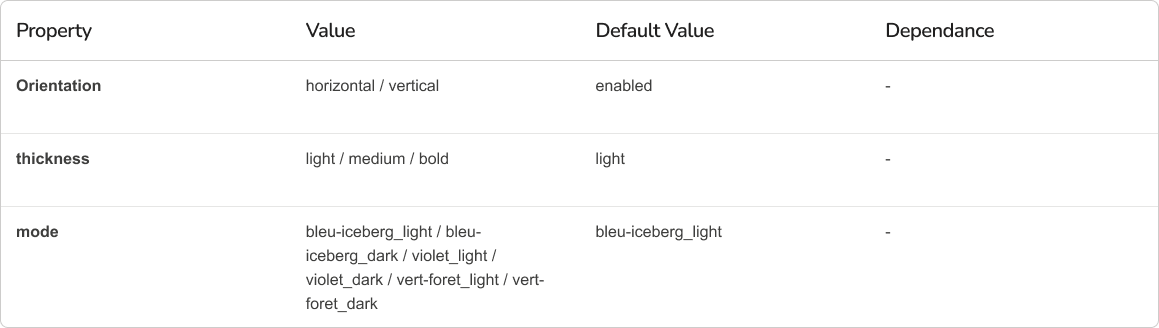 Property Value Default Value Dependance
Orientation horizontal / vertical enabled -
thickness light / medium / bold light -
mode bleu-iceberg_light / bleu- bleu-iceberg_light -
iceberg_dark / violet_light /
violet_dark / vert-foret_light / vert-
foret_dark